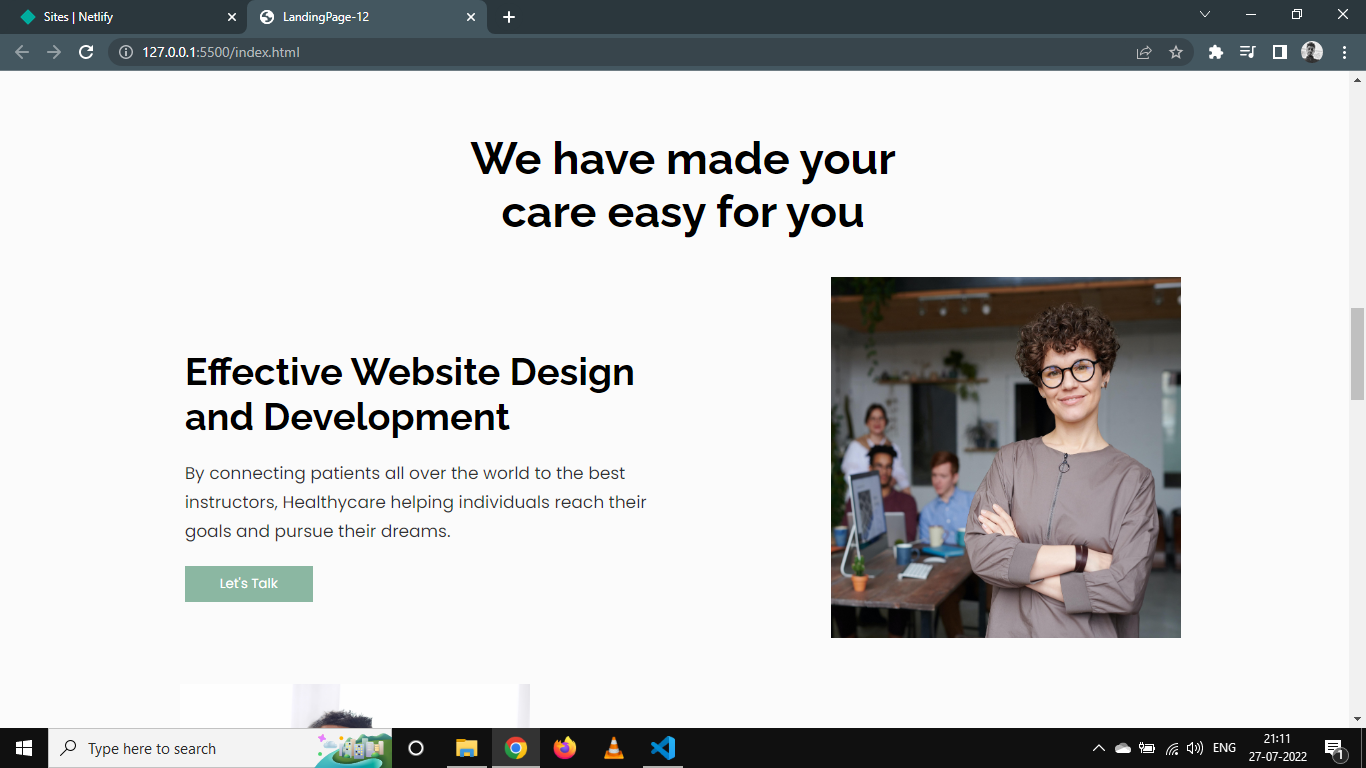 Sites | Netlify
LandingPage-12
127.0.0.1:5500/index.html
We have made your
care easy for you
Effective Website Design
and Development
By connecting patients all over the world to the best
instructors, Healthycare helping individuals reach their
goals and pursue their dreams.
Let's Talk
Type here to search
ENG
21:11
27-07-2022
1